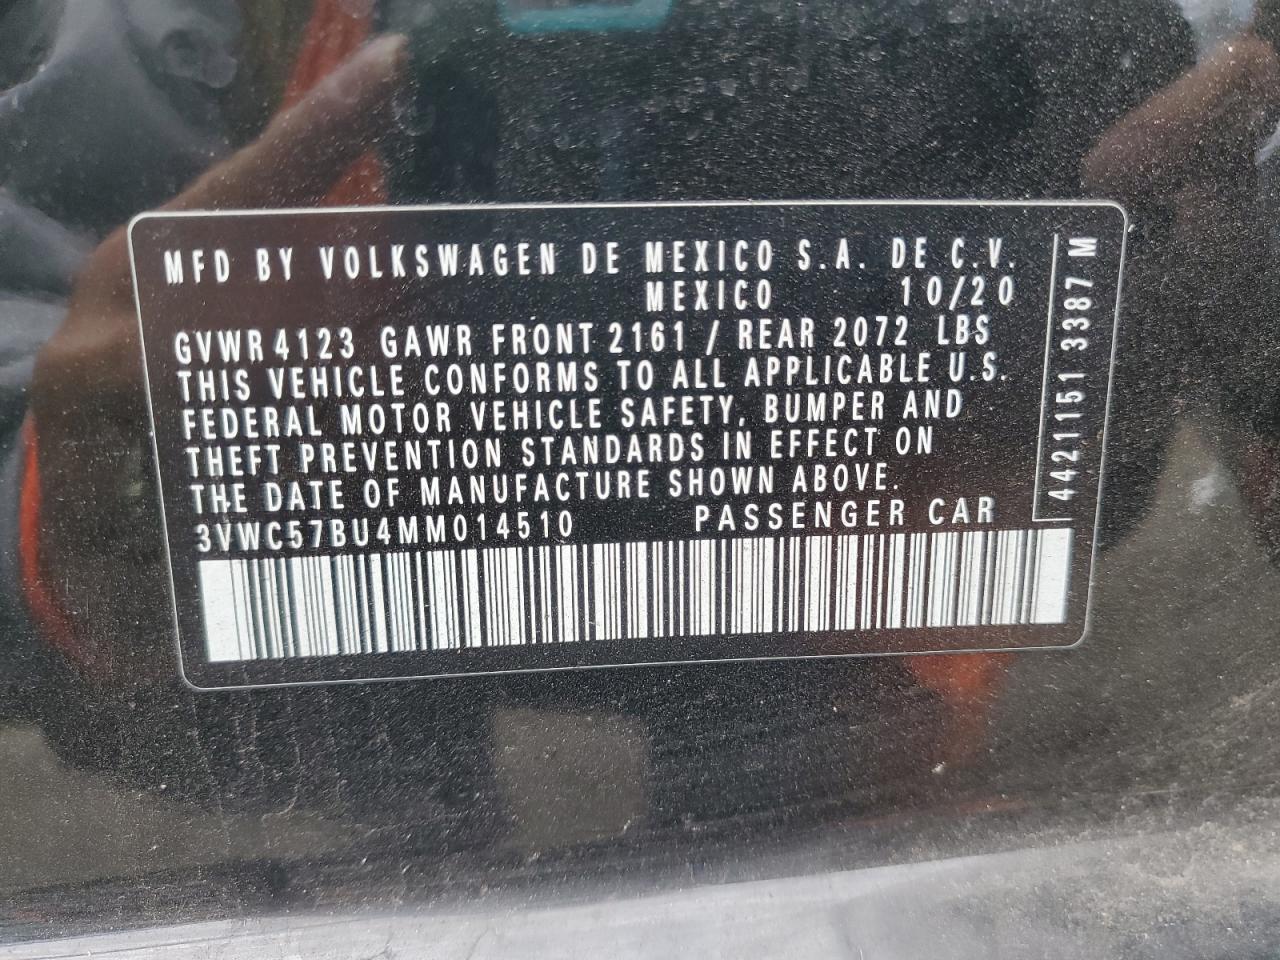 MFD BY VOLKSWAGEN DE MEXICO S.A. DE C.V.
MEXICO 10/20
GVWR 4123 GAWR FRONT 2161 / REAR 2072 LBS
THIS VEHICLE CONFORMS TO ALL APPLICABLE U.S.
FEDERAL MOTOR VEHICLE SAFETY, BUMPER AND
THEFT PREVENTION STANDARDS IN EFFECT ON
THE DATE OF MANUFACTURE SHOWN ABOVE.
3VWC57BU4MM014510 PASSENGER CAR
4421151 3387 M